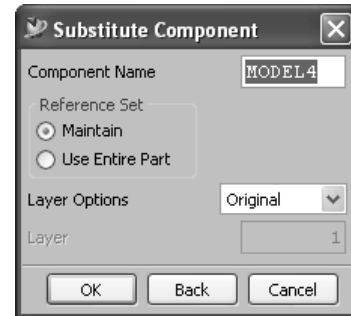 Substitute Component
Component Name MODEL4
Reference Set
Maintain
Use Entire Part
Layer Options Original
Layer 1
OK Back Cancel